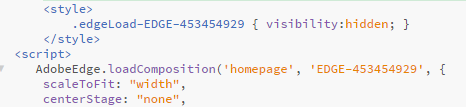 <style>
.edgeLoad-EDGE-453454929 { visibility:hidden; }
</style>
<script>
AdobeEdge.loadComposition('homepage', 'EDGE-453454929', {
scaleToFit: "width",
centerStage: "none",